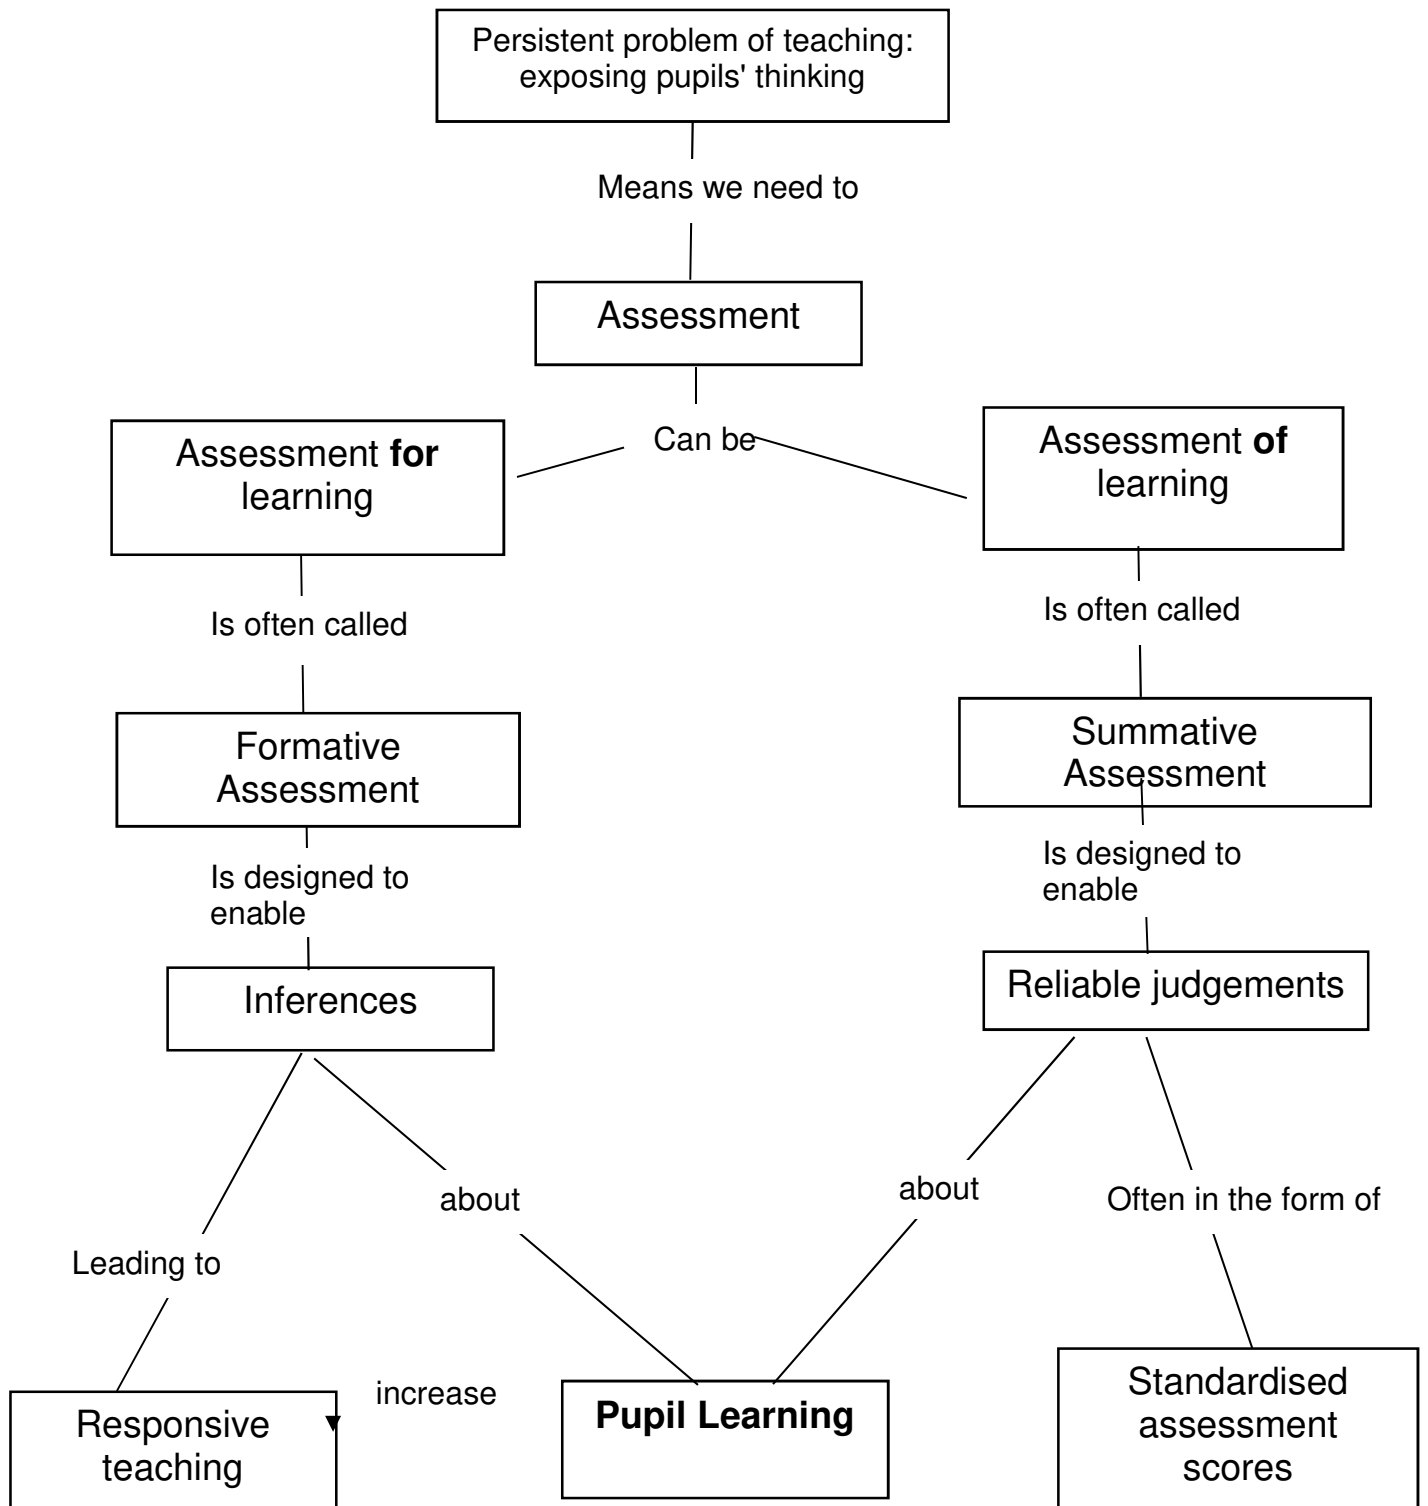 Persistent problem of teaching:
exposing pupils' thinking
Means we need to
Assessment
Can be
Assessment for
learning
Assessment of
learning
Is often called
Is often called
Formative
Assessment
Summative
Assessment
Is designed to
enable
Is designed to
enable
Inferences
Reliable judgements
about
about
Often in the form of
Leading to
increase
Responsive
teaching
Pupil Learning
Standardised
assessment
scores